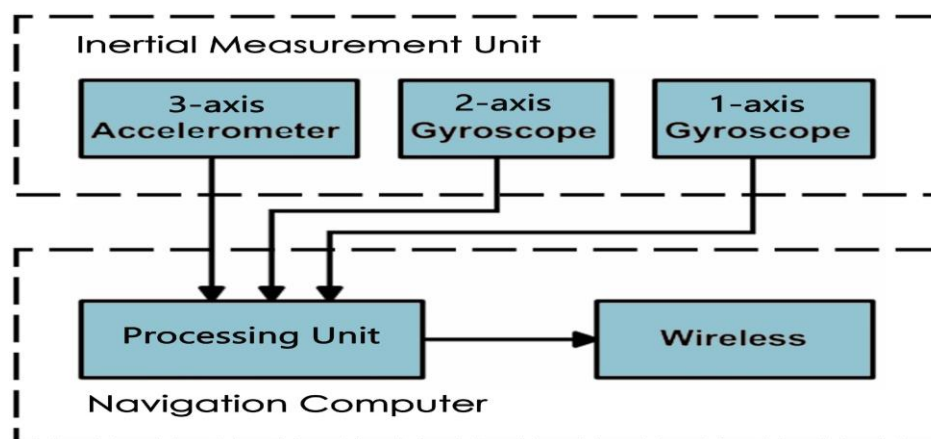 Inertial Measurement Unit
3-axis
Accelerometer
2-axis
Gyroscope
1-axis
Gyroscope
Processing Unit
Wireless
Navigation Computer